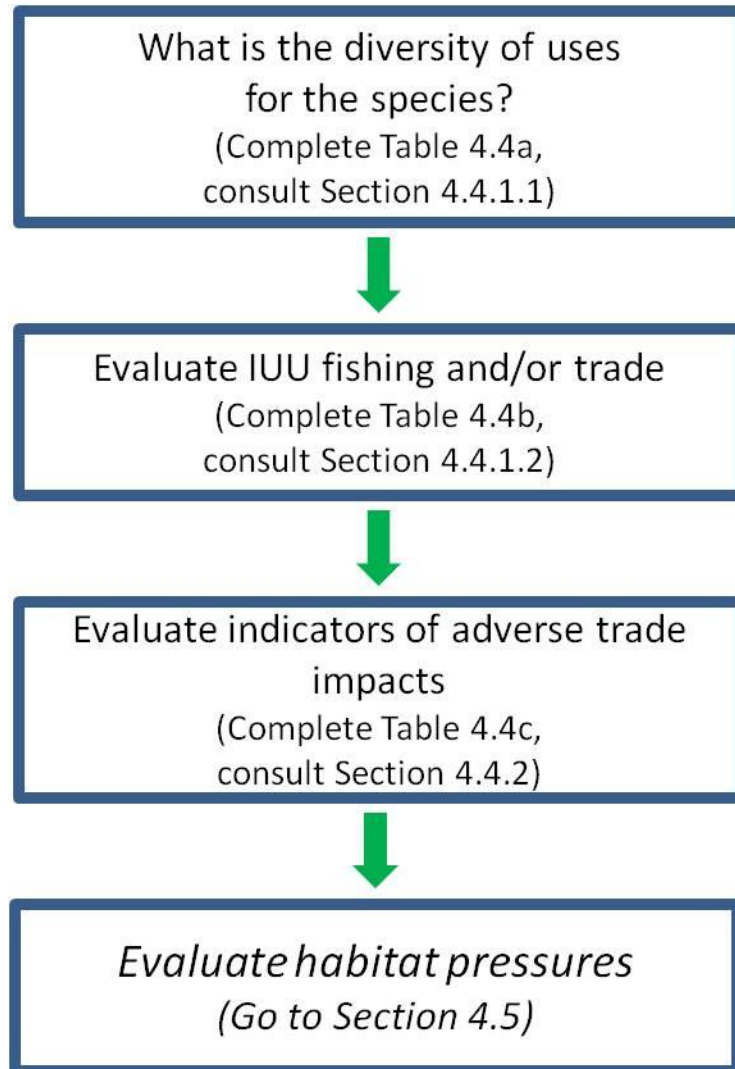 What is the diversity of uses
for the species?
(Complete Table 4.4a,
consult Section 4.4.1.1)
Evaluate IUU fishing and/or trade
(Complete Table 4.4b,
consult Section 4.4.1.2)
Evaluate indicators of adverse trade
impacts
(Complete Table 4.4c,
consult Section 4.4.2)
Evaluate habitat pressures
(Go to Section 4.5)